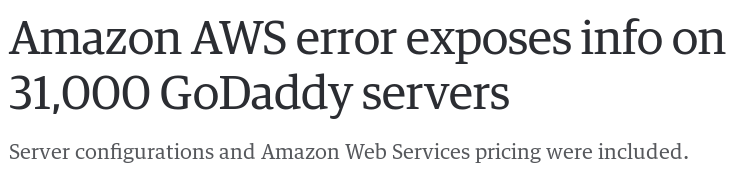 Amazon AWS error exposes info on
31,000 GoDaddy servers
Server configurations and Amazon Web Services pricing were included.